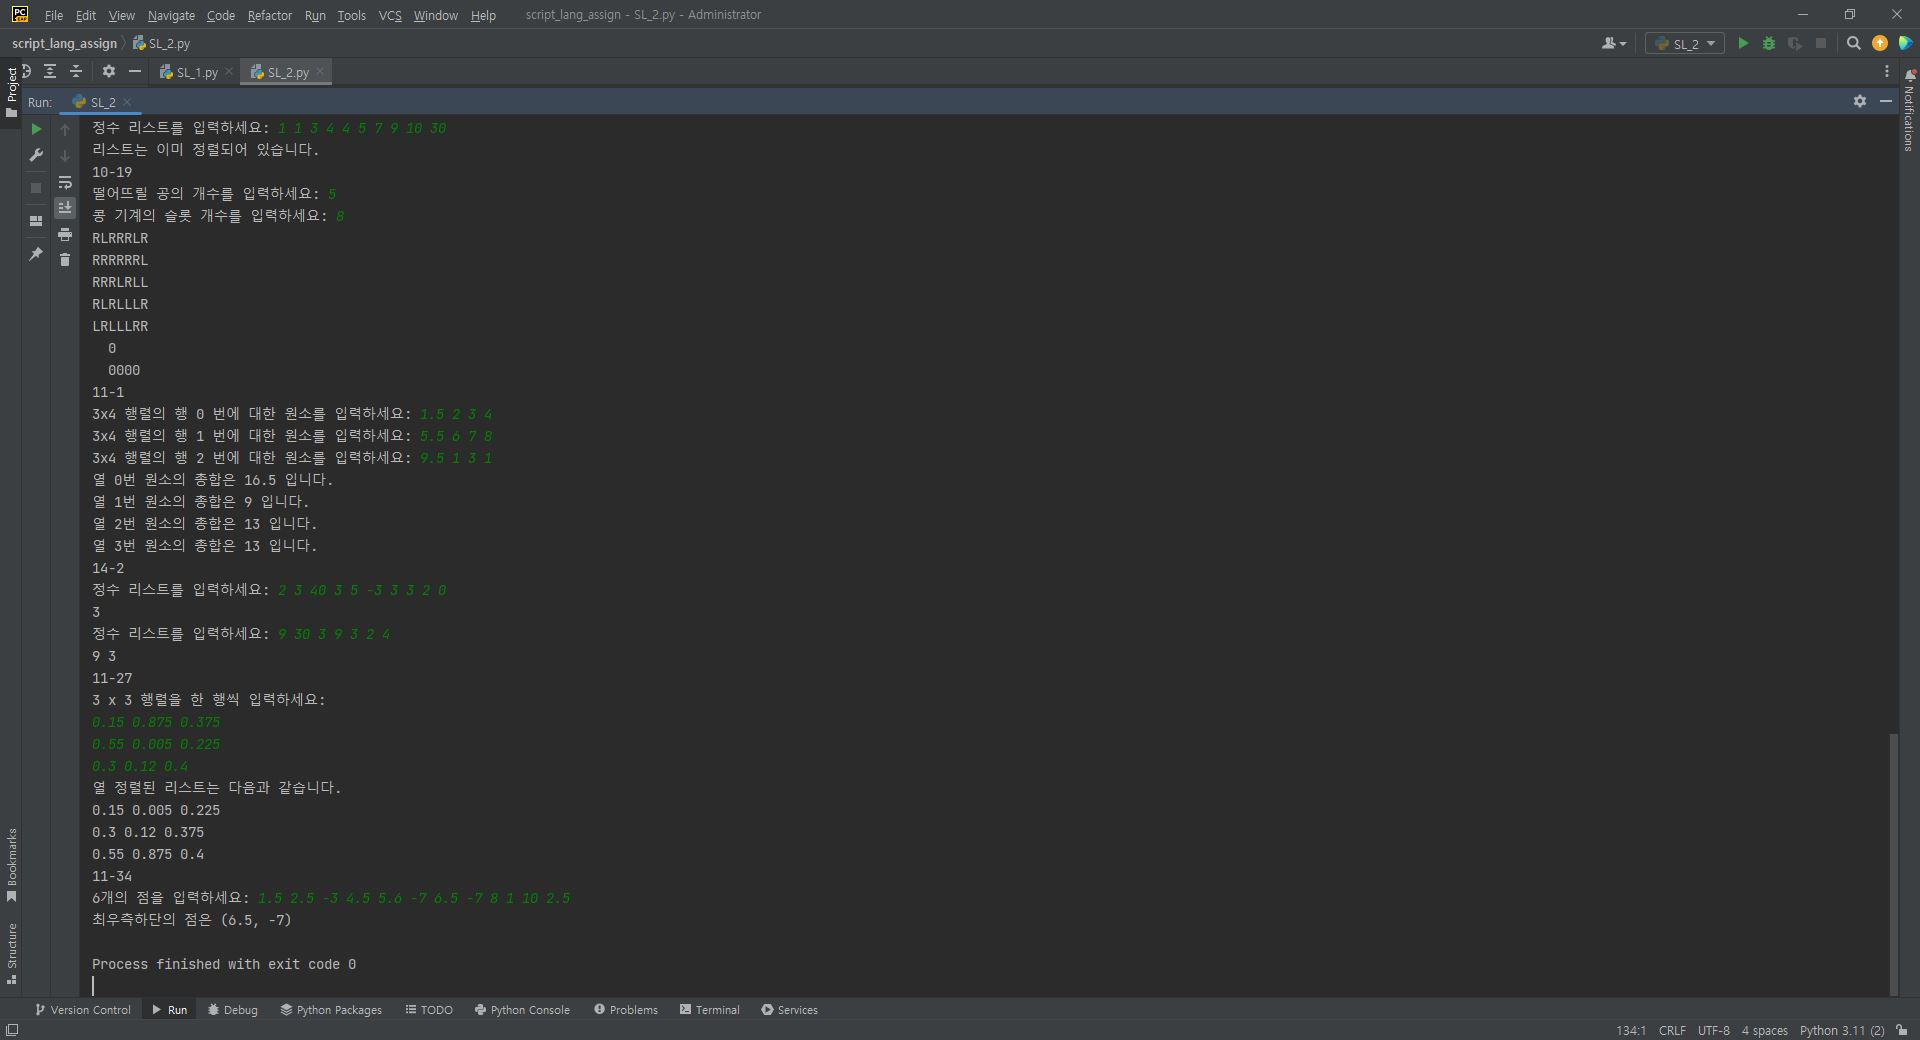 PC
EAP
File Edit View Navigate Code Refactor Run Tools VCS Window Help script_lang_assign - SL_2.py - Administrator
script_lang_assign SL_2.py SL_2
Project
SL_1.py SL_2.py
Notifications
Run: SL_2
정수 리스트를 입력하세요: 1 1 3 4 4 5 7 9 10 30
리스트는 이미 정렬되어 있습니다.
10-19
떨어뜨릴 공의 개수를 입력하세요: 5
콩 기계의 슬롯 개수를 입력하세요: 8
RLRRRLR
RRRRRRL
RRRLRLL
RLRLLLR
LRLLLRR
0
0000
11-1
3x4 행렬의 행 0 번에 대한 원소를 입력하세요: 1.5 2 3 4
3x4 행렬의 행 1 번에 대한 원소를 입력하세요: 5.5 6 7 8
3x4 행렬의 행 2 번에 대한 원소를 입력하세요: 9.5 1 3 1
열 0번 원소의 총합은 16.5 입니다.
열 1번 원소의 총합은 9 입니다.
열 2번 원소의 총합은 13 입니다.
열 3번 원소의 총합은 13 입니다.
14-2
정수 리스트를 입력하세요: 2 3 40 3 5 -3 3 3 2 0
3
정수 리스트를 입력하세요: 9 30 3 9 3 2 4
9 3
11-27
3 x 3 행렬을 한 행씩 입력하세요:
0.15 0.875 0.375
0.55 0.005 0.225
0.3 0.12 0.4
열 정렬된 리스트는 다음과 같습니다.
0.15 0.005 0.225
0.3 0.12 0.375
0.55 0.875 0.4
11-34
6개의 점을 입력하세요: 1.5 2.5 -3 4.5 5.6 -7 6.5 -7 8 1 10 2.5
최우측하단의 점은 (6.5, -7)
Process finished with exit code 0
Bookmarks
Structure
Version Control Run Debug Python Packages TODO Python Console Problems Terminal Services
134:1 CRLF UTF-8 4 spaces Python 3.11 (2)